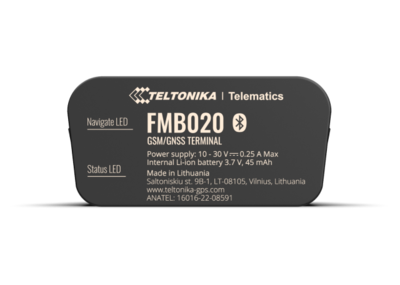 TELTONIKA | Telematics
Navigate LED
FMB020
GSM/GNSS TERMINAL
Power supply: 10 - 30 V⎓0.25 A Max
Internal Li-ion battery 3.7 V, 45 mAh
Status LED
Made in Lithuania
Saltoniskiu st. 9B-1, LT-08105, Vilnius, Lithuania
www.teltonika-gps.com
ANATEL: 16016-22-08591